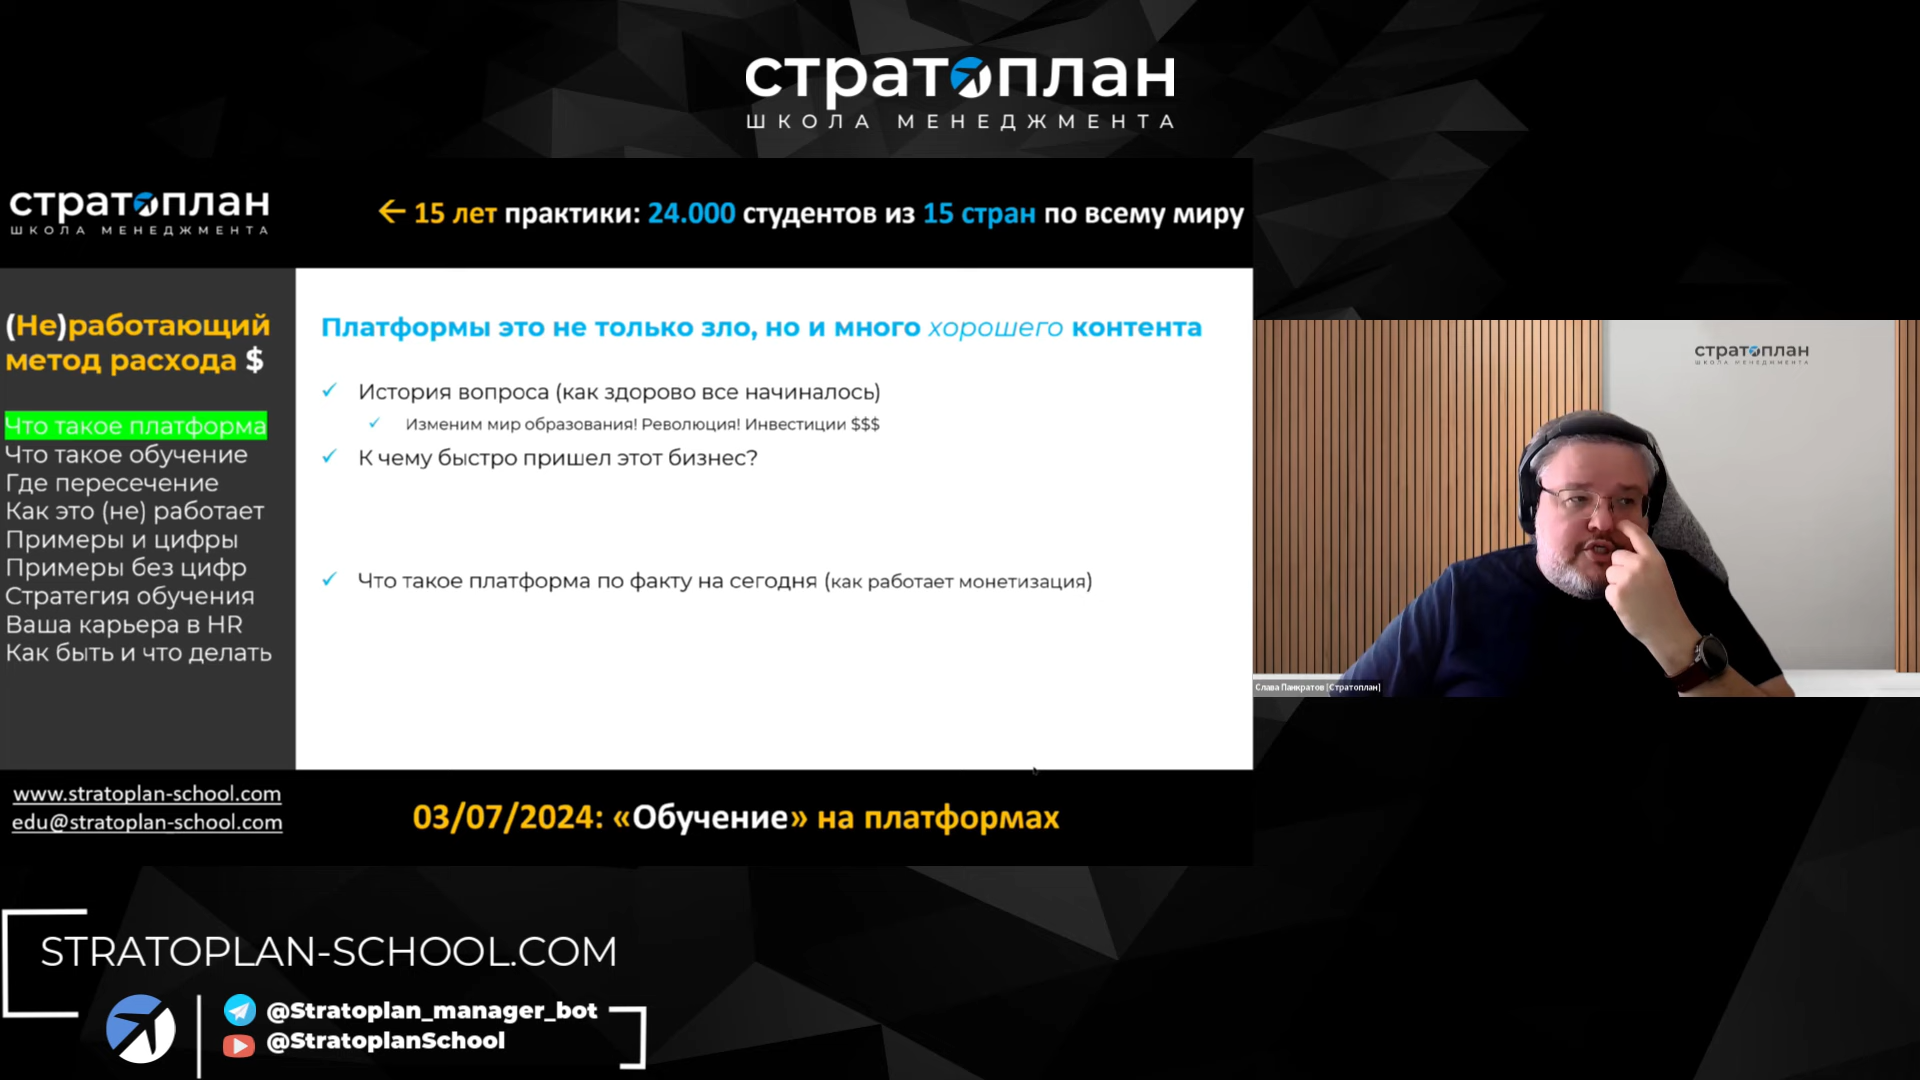 стратоплан
ШКОЛА МЕНЕДЖМЕНТА
стратоплан
ШКОЛА МЕНЕДЖМЕНТА
← 15 лет практики: 24.000 студентов из 15 стран по всему миру
(Не)работающий
метод расхода $
Что такое платформа
Что такое обучение
Где пересечение
Как это (не) работает
Примеры и цифры
Примеры без цифр
Стратегия обучения
Ваша карьера в HR
Как быть и что делать
Платформы это не только зло, но и много хорошего контента
✓ История вопроса (как здорово все начиналось)
✓ Изменим мир образования! Революция! Инвестиции $$$
✓ К чему быстро пришел этот бизнес?
✓ Что такое платформа по факту на сегодня (как работает монетизация)
стратоплан
ШКОЛА МЕНЕДЖМЕНТА
Слава Панкратов [Стратоплан]
www.stratoplan-school.com
edu@stratoplan-school.com
03/07/2024: «Обучение» на платформах
STRATOPLAN-SCHOOL.COM
@Stratoplan_manager_bot
@StratoplanSchool